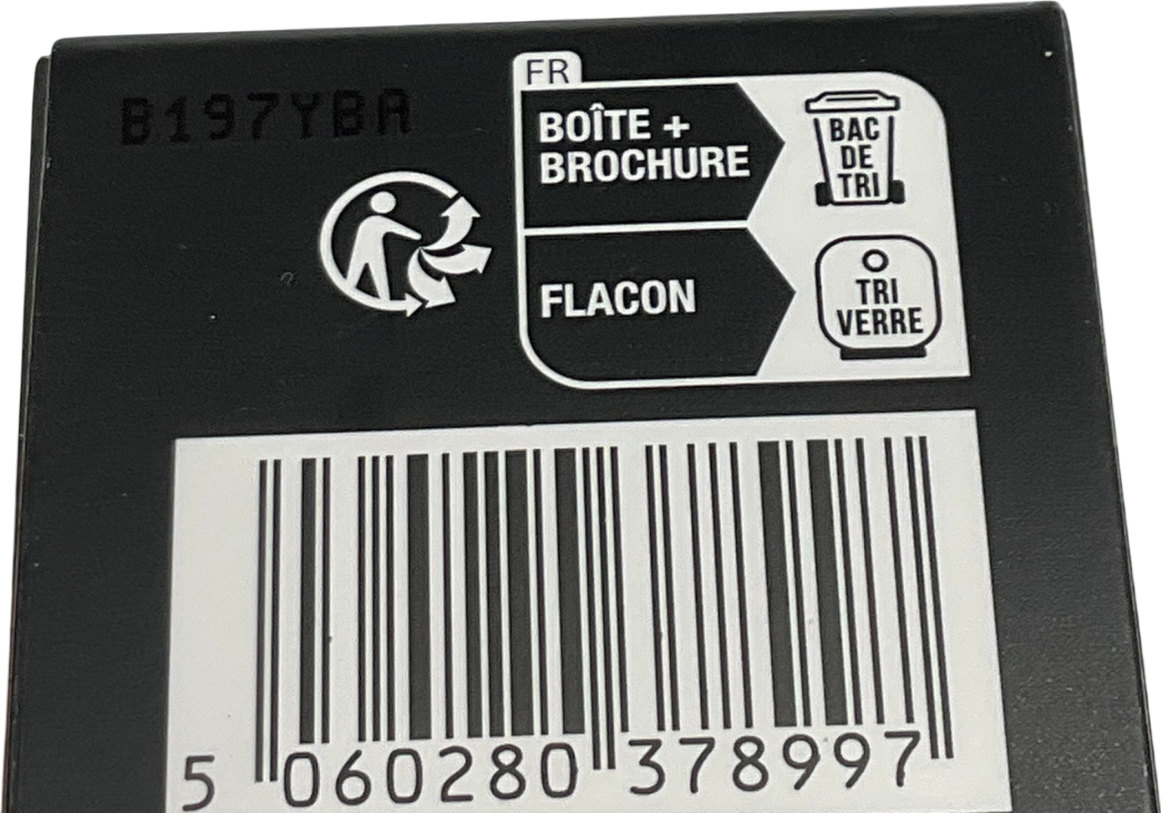 B197YBA
FR
BOÎTE +
BROCHURE
BAC
DE
TRI
FLACON
TRI
VERRE
5 060280 378997